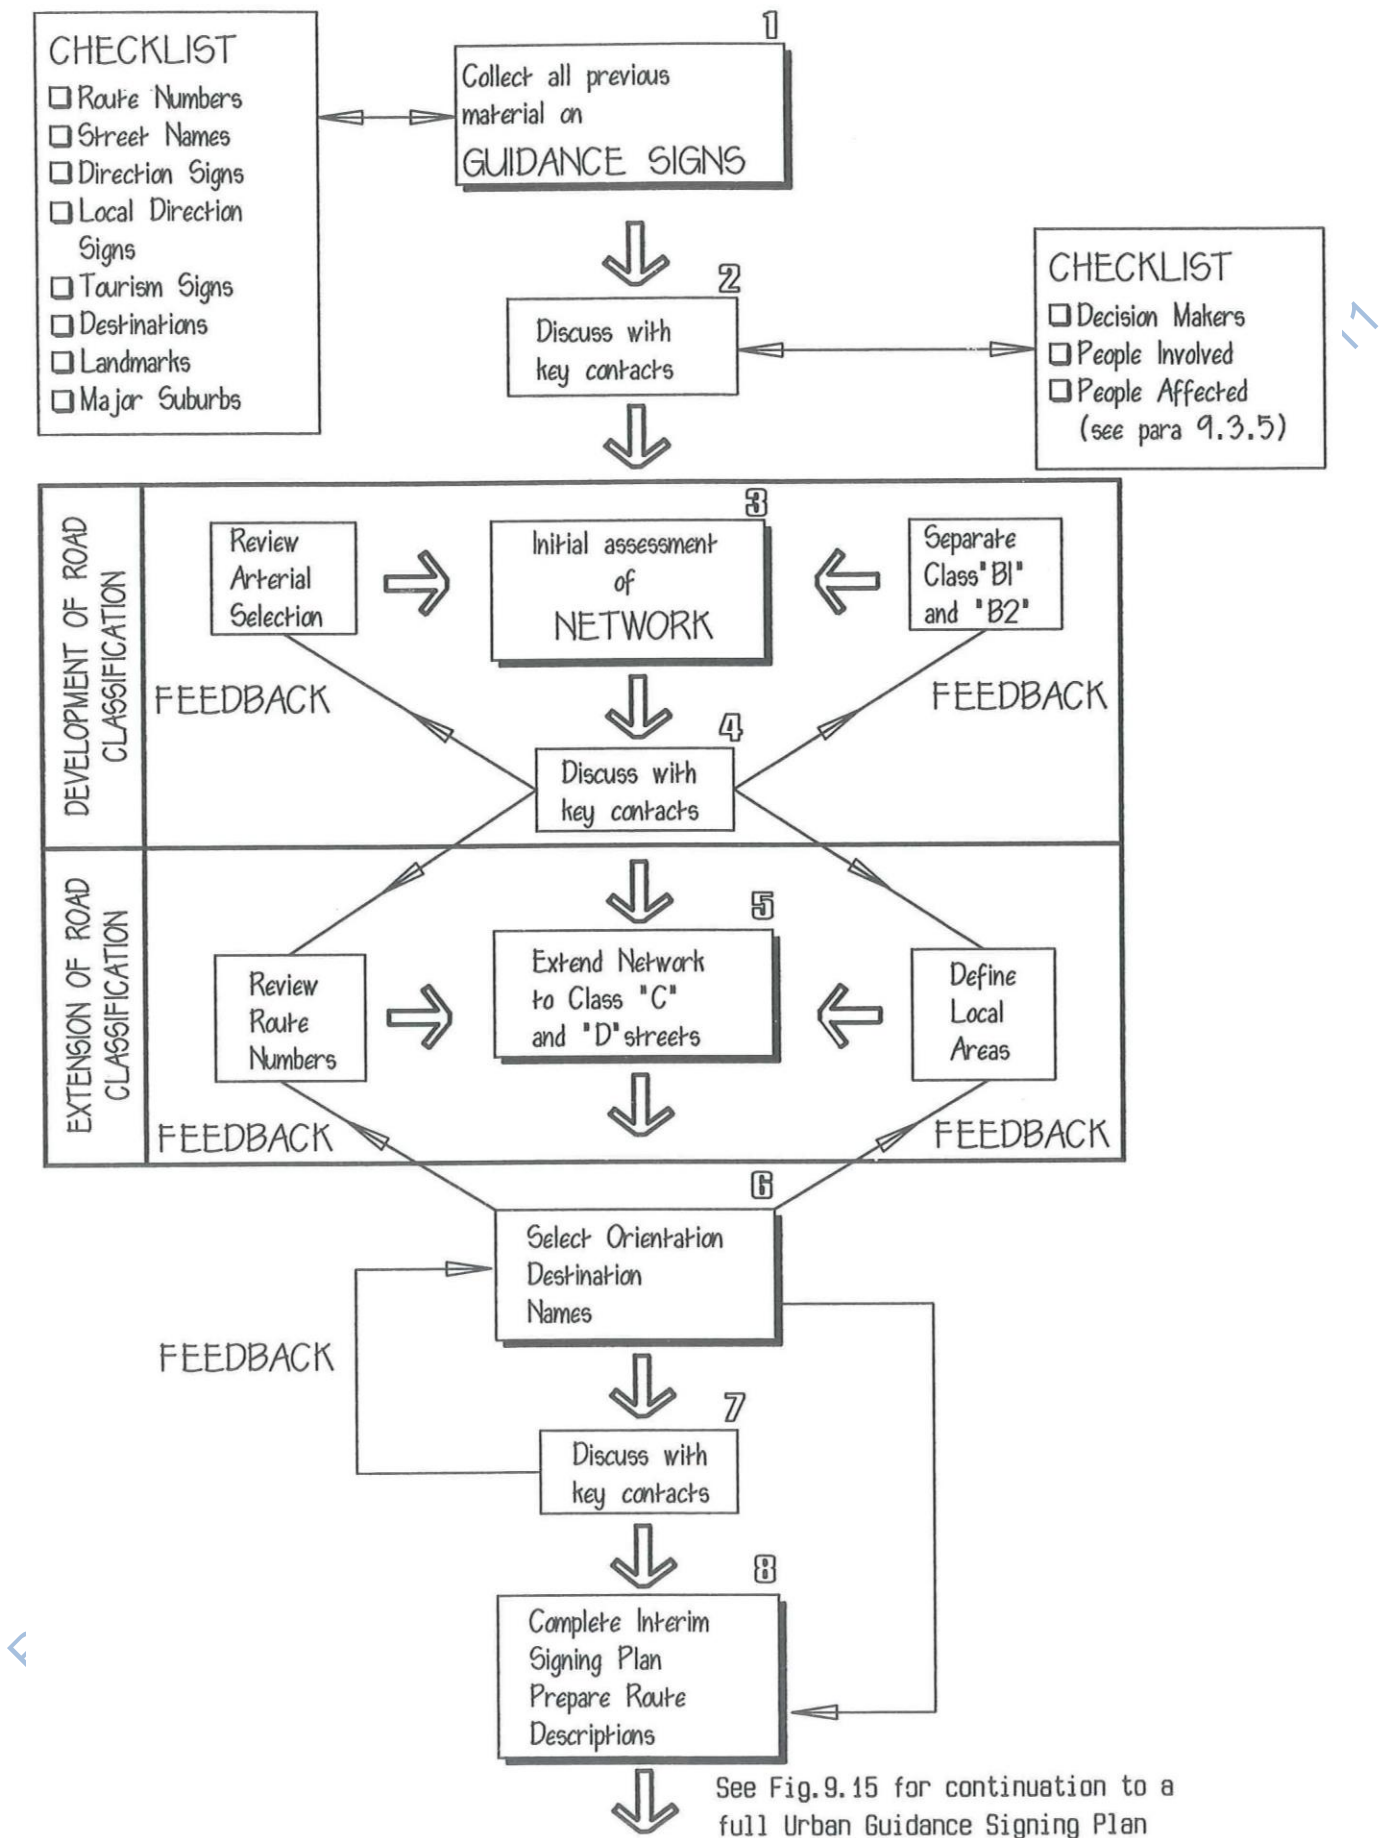 CHECKLIST
Route Numbers
Street Names
Direction Signs
Local Direction
Signs
Tourism Signs
Destinations
Landmarks
Major Suburbs
1
Collect all previous
material on
GUIDANCE SIGNS
2
Discuss with
key contacts
CHECKLIST
Decision Makers
People Involved
People Affected
(see para 9.3.5)
DEVELOPMENT OF ROAD
CLASSIFICATION
Review
Arterial
Selection
3
Initial assessment
of
NETWORK
Separate
Class"B1"
and "B2"
FEEDBACK
FEEDBACK
4
Discuss with
key contacts
EXTENSION OF ROAD
CLASSIFICATION
Review
Route
Numbers
5
Extend Network
to Class "C"
and "D" streets
Define
Local
Areas
FEEDBACK
FEEDBACK
6
Select Orientation
Destination
Names
FEEDBACK
7
Discuss with
key contacts
8
Complete Interim
Signing Plan
Prepare Route
Descriptions
See Fig.9.15 for continuation to a
full Urban Guidance Signing Plan